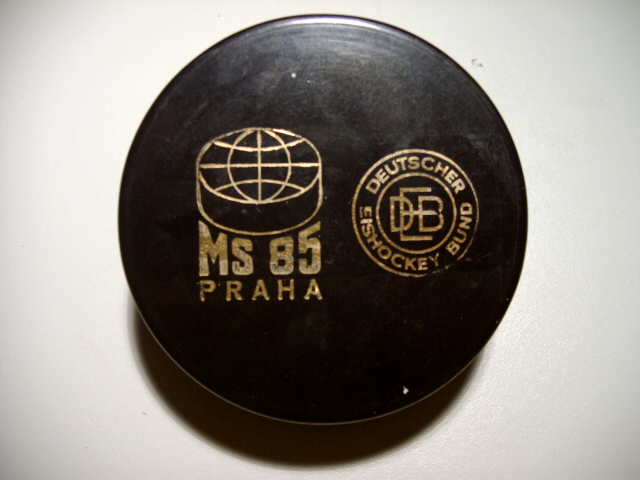 Ms 85
PRAHA
DEUTSCHER
EISHOCKEY BUND
DEB